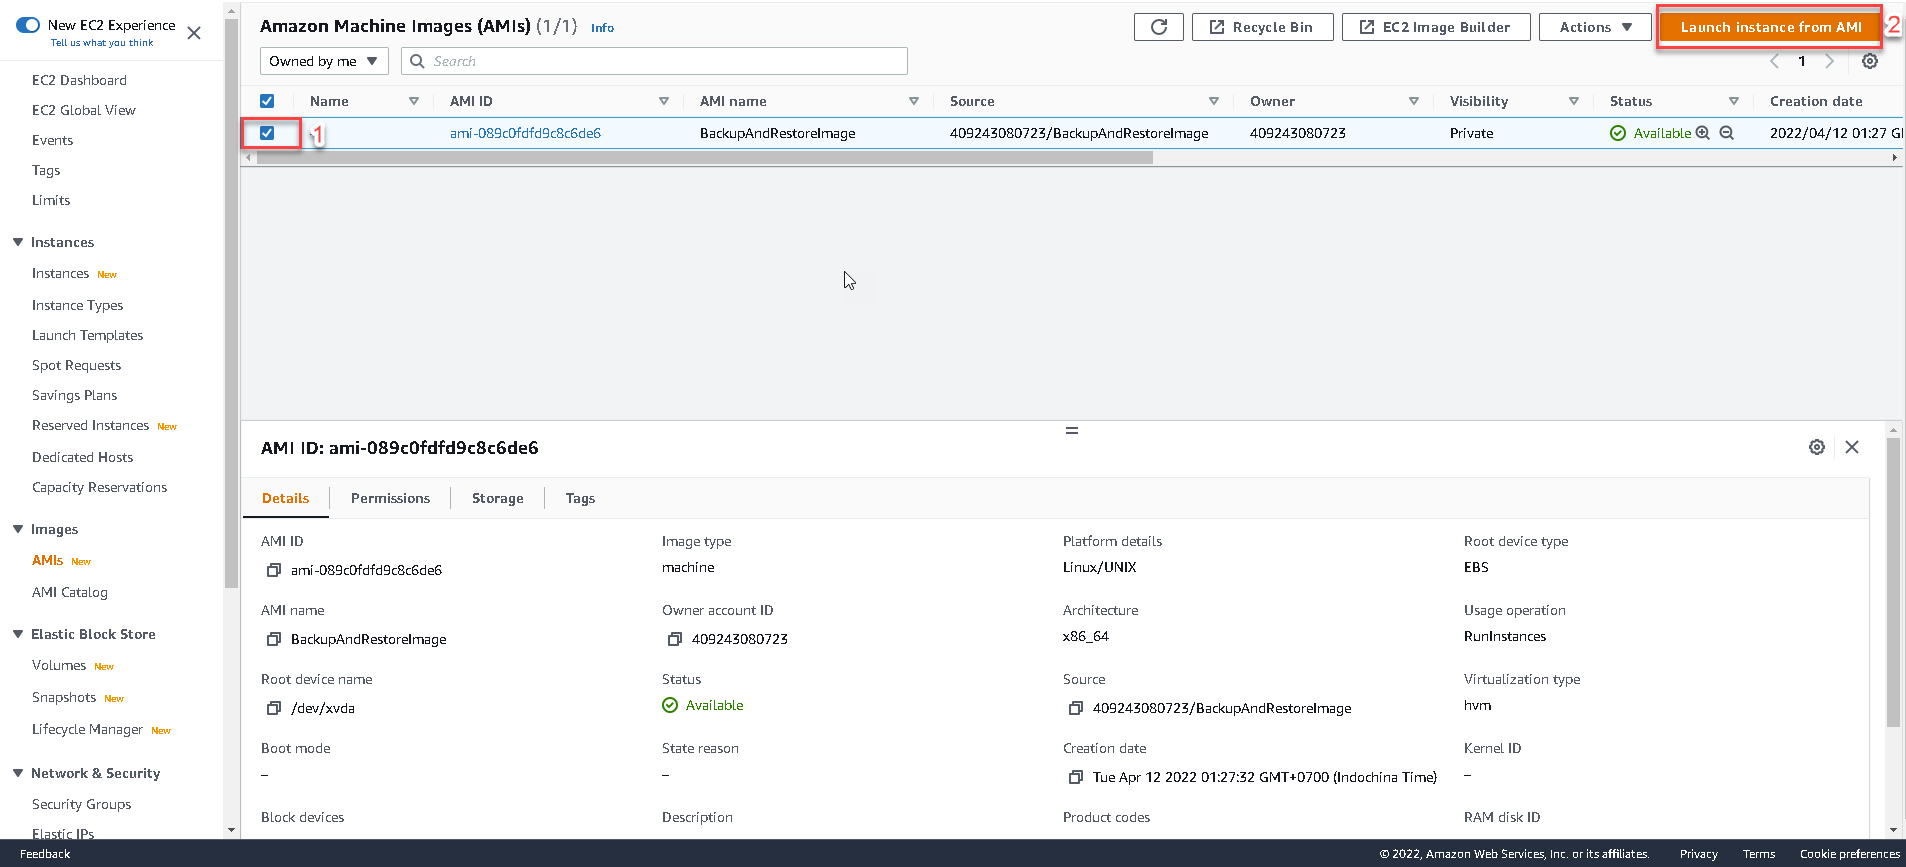 New EC2 Experience
Tell us what you think
EC2 Dashboard
EC2 Global View
Events
Tags
Limits
Instances
Instances New
Instance Types
Launch Templates
Spot Requests
Savings Plans
Reserved Instances New
Dedicated Hosts
Capacity Reservations
Images
AMIs New
AMI Catalog
Elastic Block Store
Volumes New
Snapshots New
Lifecycle Manager New
Network & Security
Security Groups
Elastic IPs
Amazon Machine Images (AMIs) (1/1) Info
Recycle Bin
EC2 Image Builder
Actions
Launch instance from AMI
2
Owned by me
Search
1
Name AMI ID AMI name Source Owner Visibility Status Creation date
1 - ami-089c0fdfd9c8c6de6 BackupAndRestoreImage 409243080723/BackupAndRestoreImage 409243080723 Private Available 2022/04/12 01:27 G
AMI ID: ami-089c0fdfd9c8c6de6
Details Permissions Storage Tags
AMI ID Image type Platform details Root device type
ami-089c0fdfd9c8c6de6 machine Linux/UNIX EBS
AMI name Owner account ID Architecture Usage operation
BackupAndRestoreImage 409243080723 x86_64 RunInstances
Root device name Status Source Virtualization type
/dev/xvda Available 409243080723/BackupAndRestoreImage hvm
Boot mode State reason Creation date Kernel ID
– – Tue Apr 12 2022 01:27:32 GMT+0700 (Indochina Time) –
Block devices Description Product codes RAM disk ID
Feedback © 2022, Amazon Web Services, Inc. or its affiliates. Privacy Terms Cookie preferences